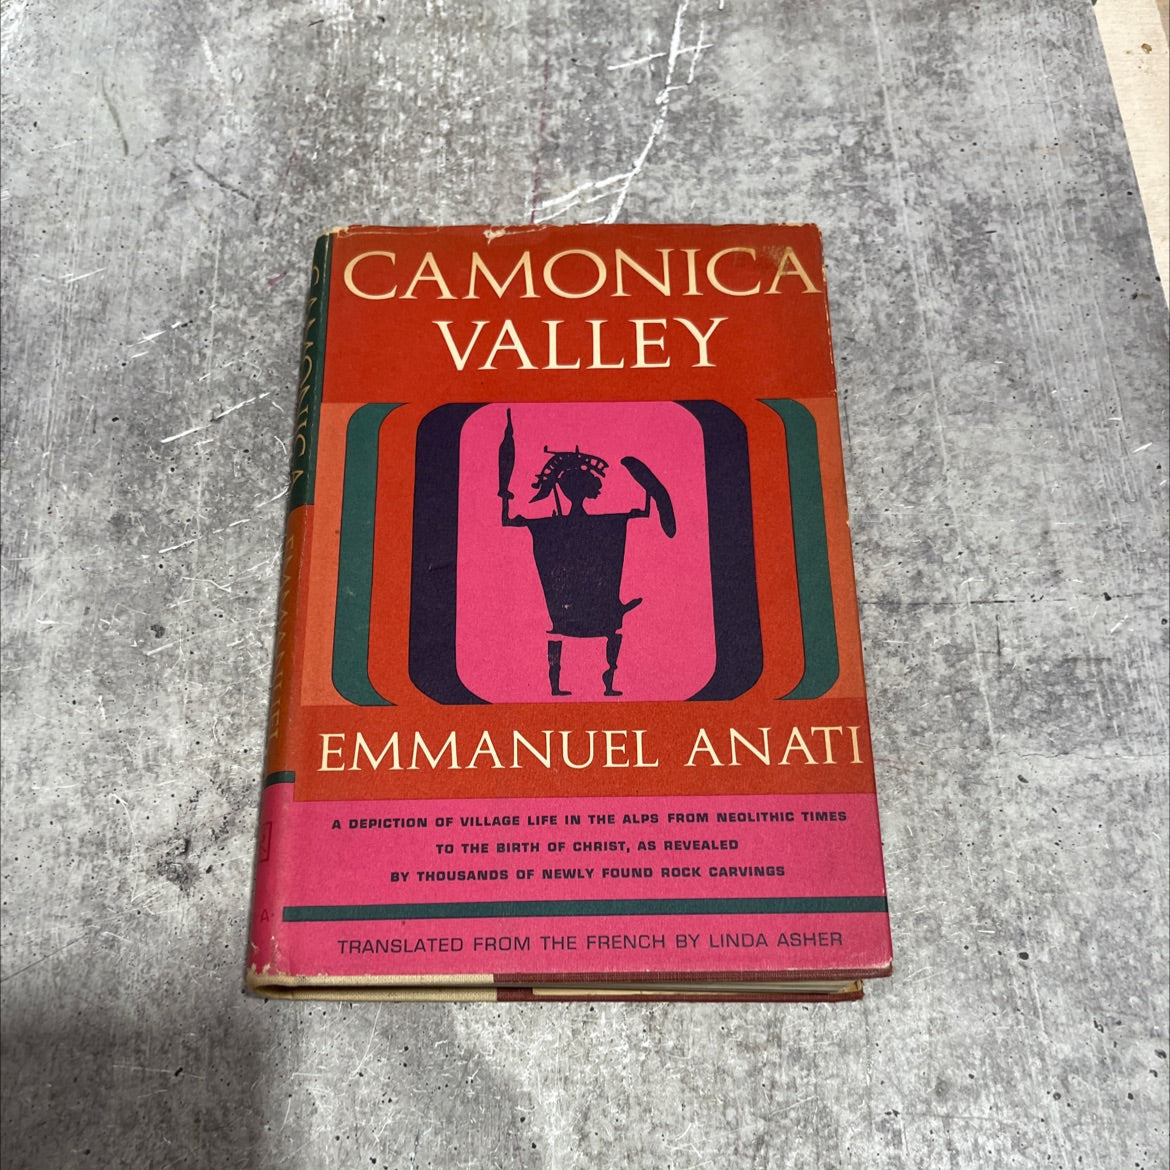 CAMONICA
VALLEY
EMMANUEL ANATI
A DEPICTION OF VILLAGE LIFE IN THE ALPS FROM NEOLITHIC TIMES
TO THE BIRTH OF CHRIST, AS REVEALED
BY THOUSANDS OF NEWLY FOUND ROCK CARVINGS
TRANSLATED FROM THE FRENCH BY LINDA ASHER
CAMONICA